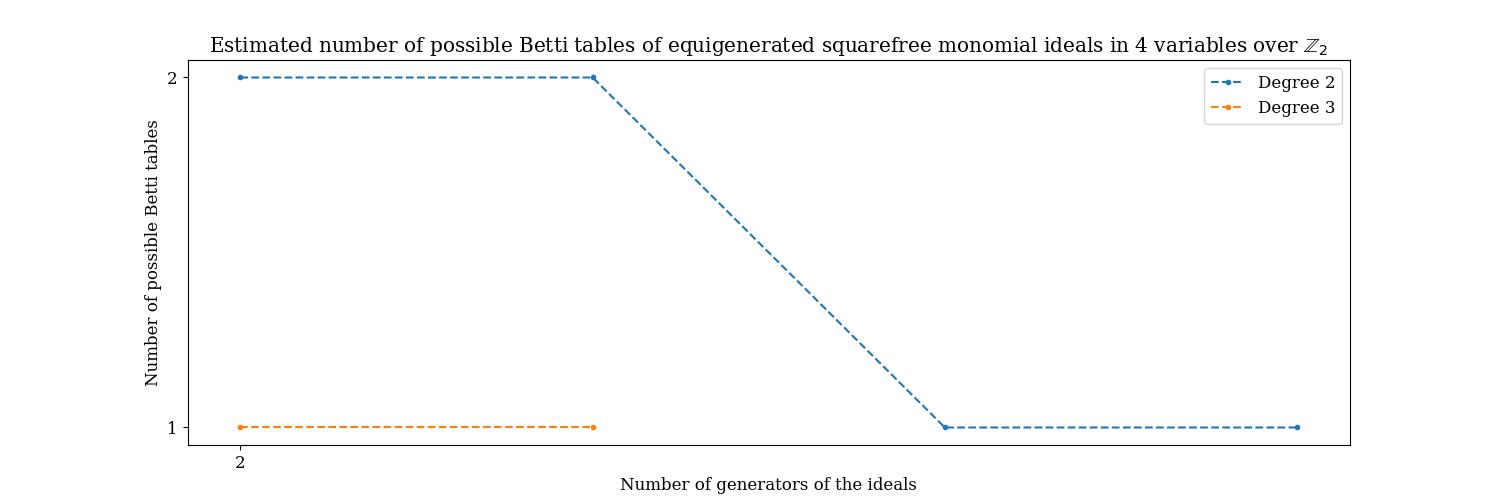 Estimated number of possible Betti tables of equigenerated squarefree monomial ideals in 4 variables over ℤ₂
2
Degree 2
Degree 3
Number of possible Betti tables
1
2
Number of generators of the ideals